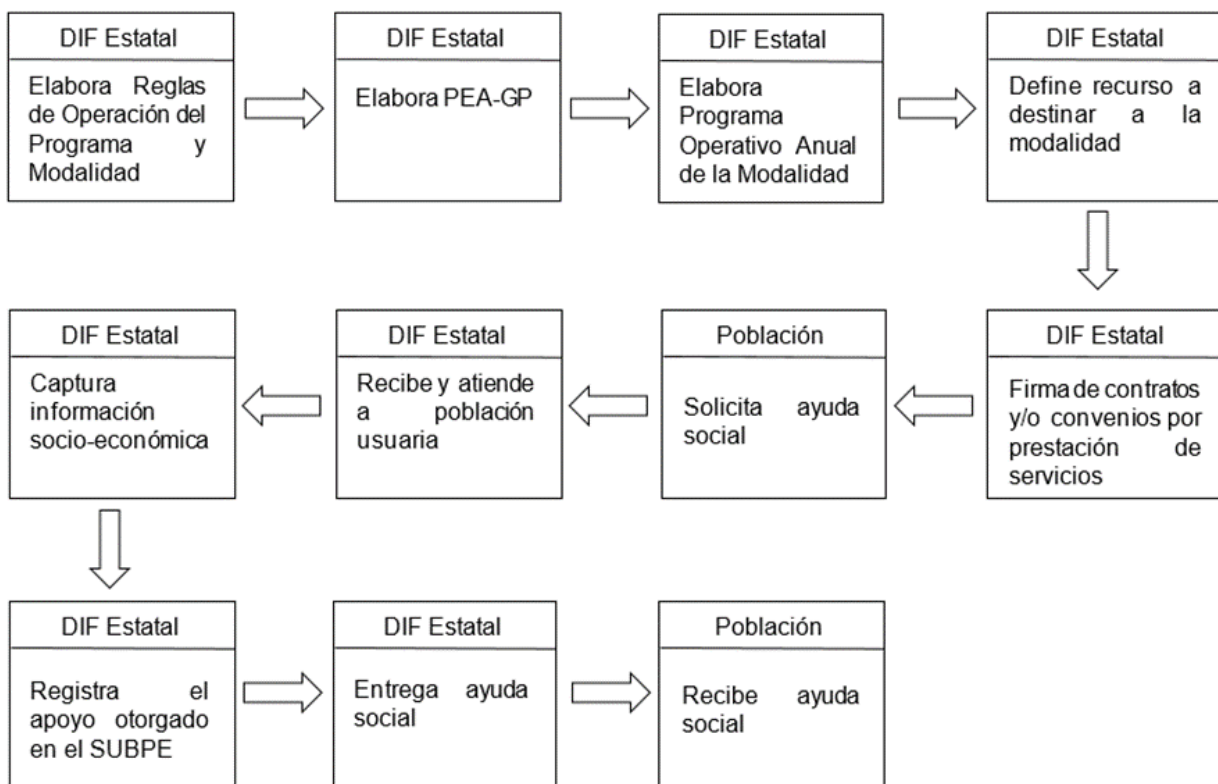 DIF Estatal
Elabora Reglas
de Operación del
Programa y
Modalidad
DIF Estatal
Elabora PEA-GP
DIF Estatal
Elabora
Programa
Operativo Anual
de la Modalidad
DIF Estatal
Define recurso a
destinar a la
modalidad
DIF Estatal
Firma de contratos
y/o convenios por
prestación de
servicios
Población
Solicita ayuda
social
DIF Estatal
Recibe y atiende
a población
usuaria
DIF Estatal
Captura
información
socio-económica
DIF Estatal
Registra el
apoyo otorgado
en el SUBPE
DIF Estatal
Entrega ayuda
social
Población
Recibe ayuda
social